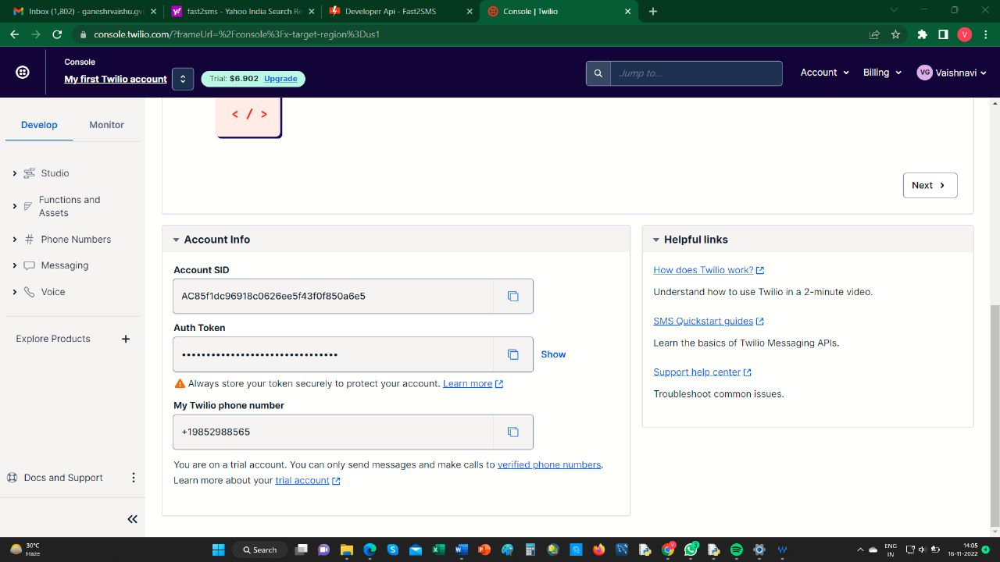 Inbox (1,802) - ganeshrvaishu.gv
fast2sms - Yahoo India Search Re
Developer Api - Fast2SMS
Console | Twilio
console.twilio.com/?frameUrl=%2Fconsole%3Fx-target-region%3Dus1
V
Console
My first Twilio account
Trial: $6.902 Upgrade
Jump to...
Account
Billing
VG
Vaishnavi
Develop
Monitor
Studio
Functions and
Assets
# Phone Numbers
Messaging
Voice
Explore Products +
Docs and Support
< / >
Next
Account Info
Account SID
AC85f1dc96918c0626ee5f43f0f850a6e5
Auth Token
••••••••••••••••••••••••••••••••
Show
Always store your token securely to protect your account. Learn more
My Twilio phone number
+19852988565
You are on a trial account. You can only send messages and make calls to verified phone numbers.
Learn more about your trial account
Helpful links
How does Twilio work?
Understand how to use Twilio in a 2-minute video.
SMS Quickstart guides
Learn the basics of Twilio Messaging APIs.
Support help center
Troubleshoot common issues.
30°C
Haze
Search
3
ENG
IN
14:05
16-11-2022
4